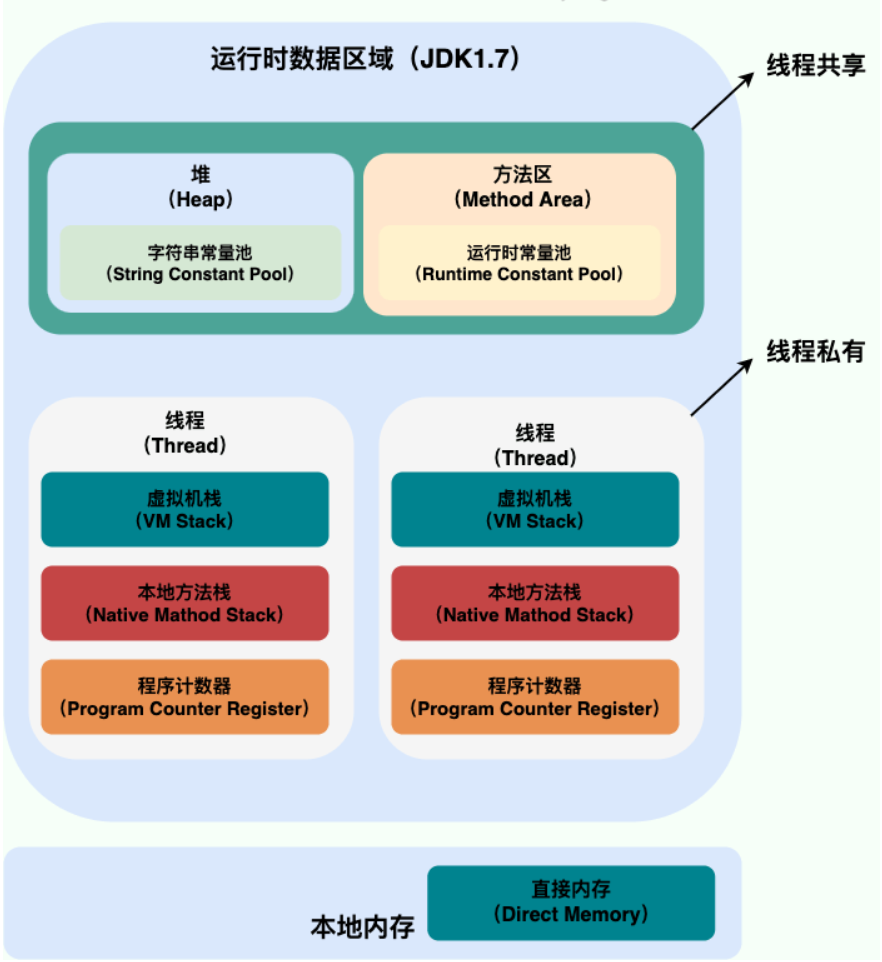 运行时数据区域（JDK1.7）
线程共享
堆
（Heap）
字符串常量池
（String Constant Pool）
方法区
（Method Area）
运行时常量池
（Runtime Constant Pool）
线程私有
线程
（Thread）
虚拟机栈
（VM Stack）
本地方法栈
（Native Mathod Stack）
程序计数器
（Program Counter Register）
线程
（Thread）
虚拟机栈
（VM Stack）
本地方法栈
（Native Mathod Stack）
程序计数器
（Program Counter Register）
本地内存
直接内存
（Direct Memory）